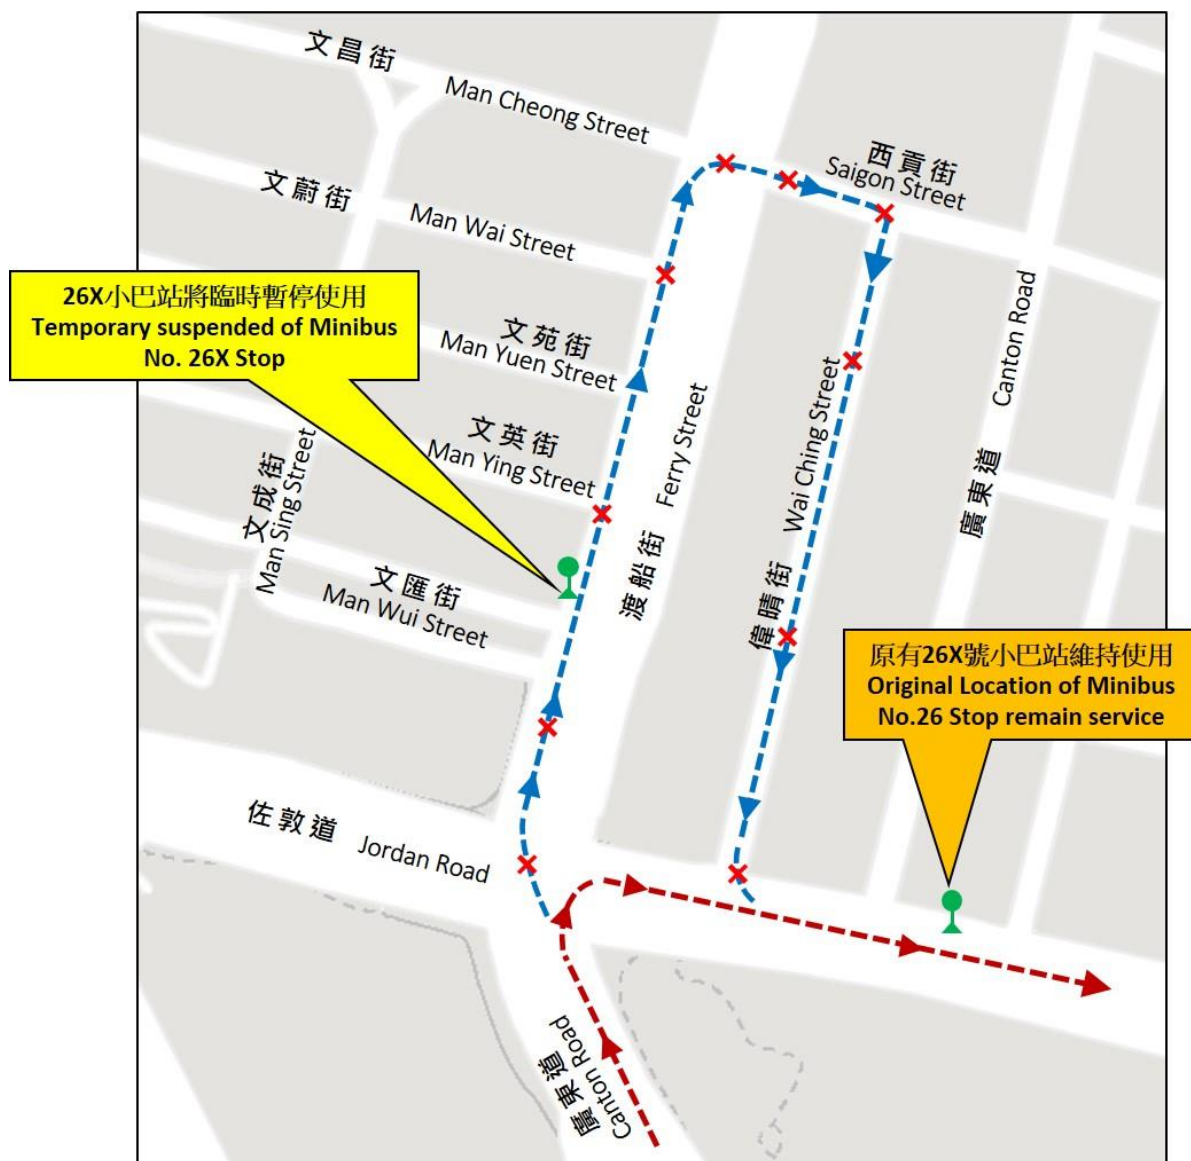 文昌街
Man Cheong Street
西貢街
Saigon Street
文蔚街
Man Wai Street
26X小巴站將臨時暫停使用
Temporary suspended of Minibus
No. 26X Stop
文苑街
Man Yuen Street
文英街
Man Ying Street
文成街
Man Sing Street
文匯街
Man Wui Street
渡船街 Ferry Street
偉晴街 Wai Ching Street
廣東道 Canton Road
原有26X號小巴站維持使用
Original Location of Minibus
No.26 Stop remain service
佐敦道 Jordan Road
廣東道
Canton Road